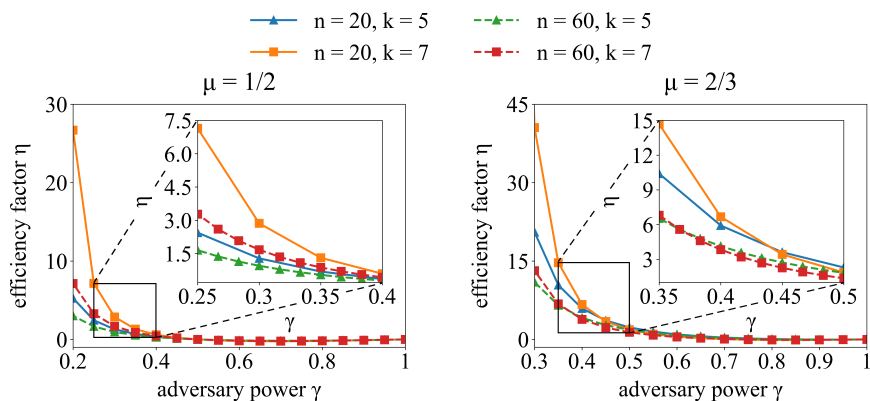 n = 20, k = 5
n = 20, k = 7
n = 60, k = 5
n = 60, k = 7
μ = 1/2
efficiency factor η
30
20
10
0
0.2
0.4
0.6
0.8
1
adversary power γ
η
7.5
6.0
4.5
3.0
1.5
0.25
0.3
0.35
0.4
γ
μ = 2/3
efficiency factor η
45
30
15
0
0.3
0.4
0.5
0.6
0.7
0.8
0.9
1
adversary power γ
η
15
12
9
6
3
0.35
0.4
0.45
0.5
γ